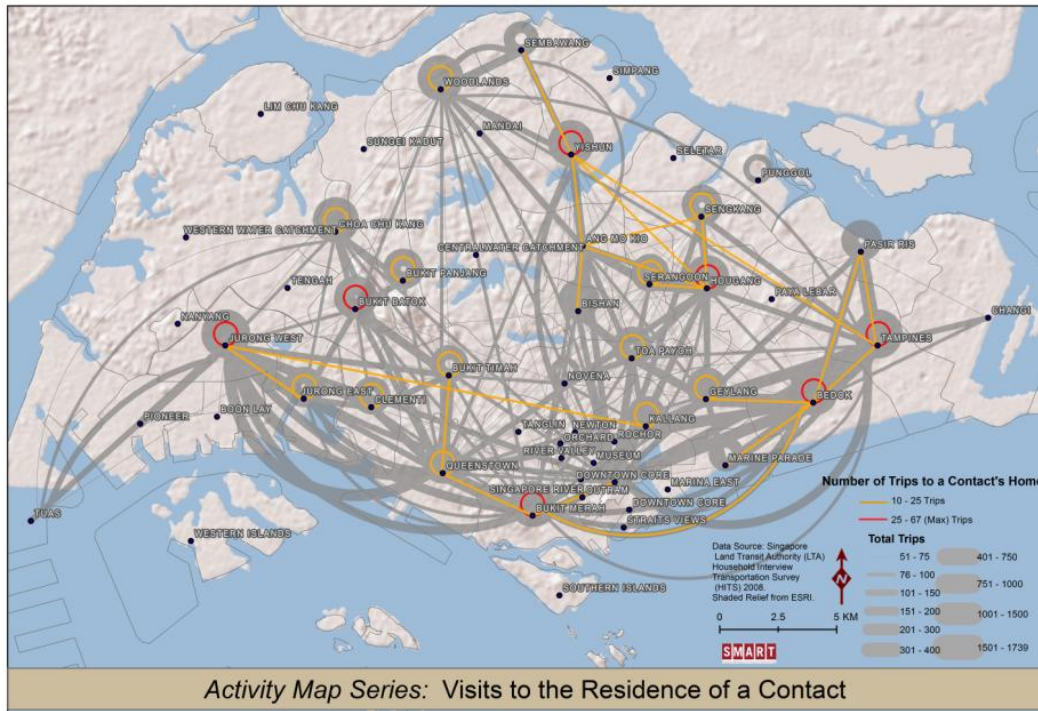 SEMBAWANG
WOODLANDS
SIMPANG
LIM CHU KANG
MANDAI
SUNGEI KADUT
YISHUN
SELETAR
PUNGGOL
SENGKANG
CHOA CHU KANG
WESTERN WATER CATCHMENT
CENTRALWATER CATCHMENT
ANG MO KIO
PASIR RIS
BUKIT PANJANG
SERANGOON
HOUGANG
TENGAH
PAYA LEBAR
BUKIT BATOK
BISHAN
CHANGI
NANYANG
JURONG WEST
TAMPINES
TOA PAYOH
BUKIT TIMAH
NOVENA
JURONG EAST
CLEMENTI
GEYLANG
BEDOK
PIONEER
BOON LAY
KALLANG
TANGLIN
NEWTON
ORCHARD
ROCHOR
RIVER VALLEY
MUSEUM
MARINE PARADE
QUEENSTOWN
DOWNTOWN CORE
MARINA EAST
SINGAPORE RIVER
OUTRAM
BUKIT MERAH
DOWNTOWN CORE
STRAITS VIEWS
TUAS
WESTERN ISLANDS
SOUTHERN ISLANDS
Number of Trips to a Contact's Home
10 - 25 Trips
25 - 67 (Max) Trips
Total Trips
51 - 75
76 - 100
101 - 150
151 - 200
201 - 300
301 - 400
401 - 750
751 - 1000
1001 - 1500
1501 - 1739
Data Source: Singapore
Land Transit Authority (LTA)
Household Interview
Transportation Survey
(HITS) 2008.
Shaded Relief from ESRI.
N
0 2.5 5 KM
SMART
Activity Map Series: Visits to the Residence of a Contact